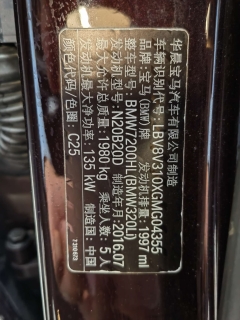 华晨宝马汽车有限公司制造
车辆识别代号:LBV8V310XGMG04355
品牌:宝马(BMW)牌 发动机排量:1997 ml
整车型号:BMW7200HL(BMW320Li)
发动机型号:N20B20D 制造年月:2016.07
最大允许总质量:1980 kg 乘坐人数:5 人
发动机最大净功率:135 kW
颜色代码/色圈:C25 制造国:中国